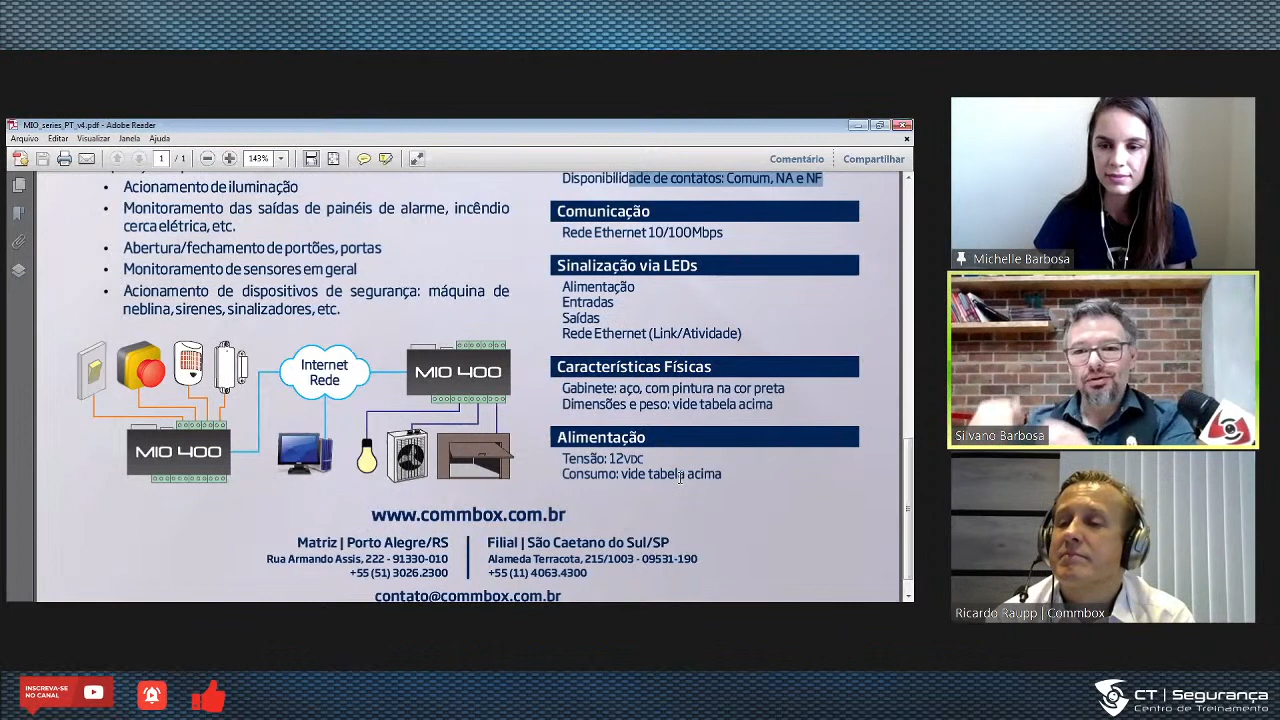 MIO_series_PT_v4.pdf - Adobe Reader
Arquivo Editar Visualizar Janela Ajuda
1 / 1
143%
Comentário
Compartilhar
• Acionamento de iluminação
• Monitoramento das saídas de painéis de alarme, incêndio
cerca elétrica, etc.
• Abertura/fechamento de portões, portas
• Monitoramento de sensores em geral
• Acionamento de dispositivos de segurança: máquina de
neblina, sirenes, sinalizadores, etc.
Internet
Rede
MIO 400
MIO 400
Disponibilidade de contatos: Comum, NA e NF
Comunicação
Rede Ethernet 10/100Mbps
Sinalização via LEDs
Alimentação
Entradas
Saídas
Rede Ethernet (Link/Atividade)
Características Físicas
Gabinete: aço, com pintura na cor preta
Dimensões e peso: vide tabela acima
Alimentação
Tensão: 12VDC
Consumo: vide tabela acima
www.commbox.com.br
Matriz | Porto Alegre/RS
Rua Armando Assis, 222 - 91330-010
+55 (51) 3026.2300
Filial | São Caetano do Sul/SP
Alameda Terracota, 215/1003 - 09531-190
+55 (11) 4063.4300
contato@commbox.com.br
Michelle Barbosa
Silvano Barbosa
Ricardo Raupp | Commbox
INSCREVA-SE
NO CANAL
CT | Segurança
Centro de Treinamento